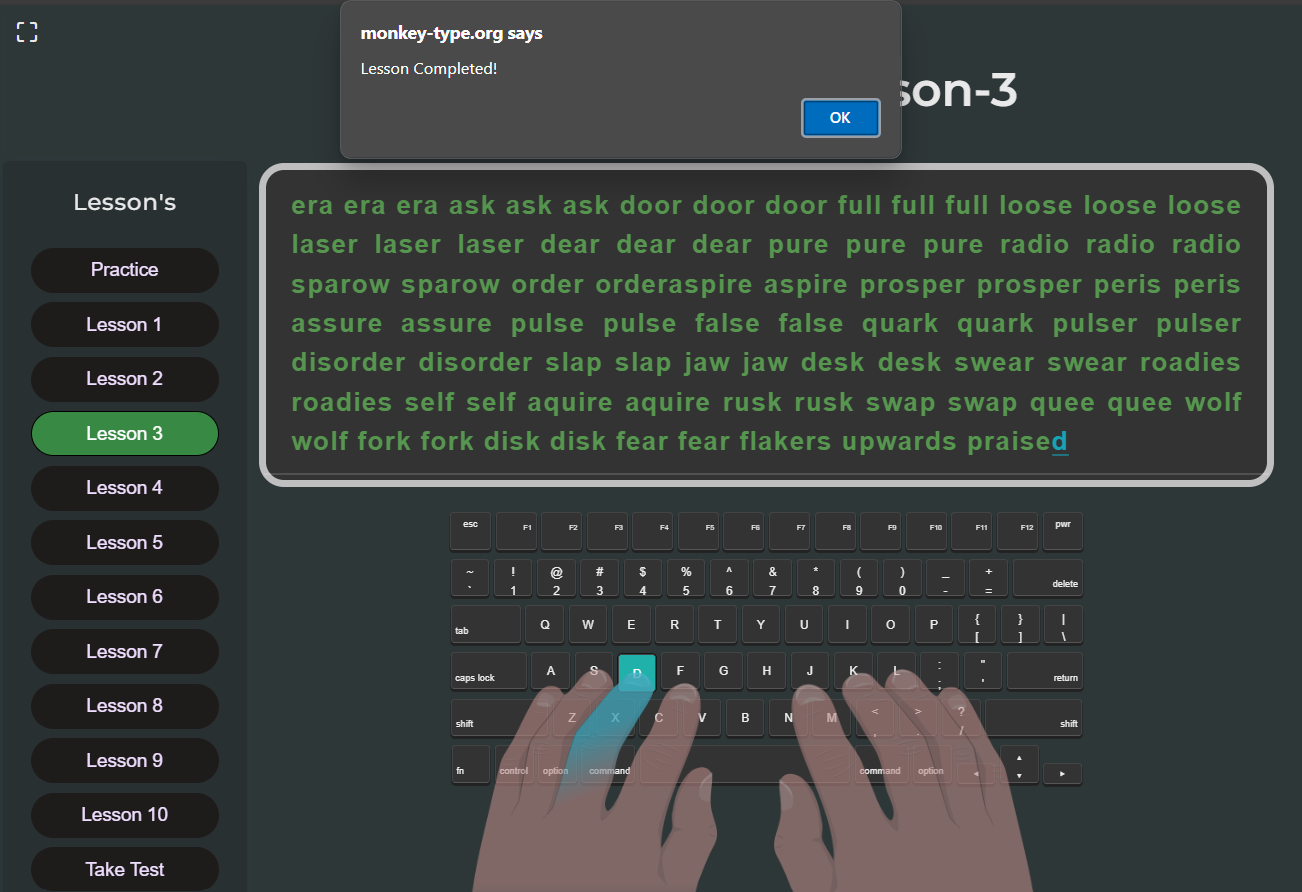 monkey-type.org says
Lesson Completed!
OK
son-3
Lesson's
Practice
Lesson 1
Lesson 2
Lesson 3
Lesson 4
Lesson 5
Lesson 6
Lesson 7
Lesson 8
Lesson 9
Lesson 10
Take Test
era era era ask ask ask door door door full full full loose loose loose
laser laser laser dear dear dear pure pure pure radio radio radio
sparow sparow order orderaspire aspire prosper prosper peris peris
assure assure pulse pulse false false quark quark pulser pulser
disorder disorder slap slap jaw jaw desk desk swear swear roadies
roadies self self aquire aquire rusk rusk swap swap quee quee wolf
wolf fork fork disk disk fear fear flakers upwards praised
esc F1 F2 F3 F4 F5 F6 F7 F8 F9 F10 F11 F12 pwr
~ ! @ # $ % ^ & * ( ) _ +
` 1 2 3 4 5 6 7 8 9 0 - = delete
tab Q W E R T Y U I O P { [ } ] | \
caps lock A S D F G H J K L : ; " ' return
shift Z X C V B N M < , > . ? / shift
fn control option command command option ◂ ▴ ▾ ▸